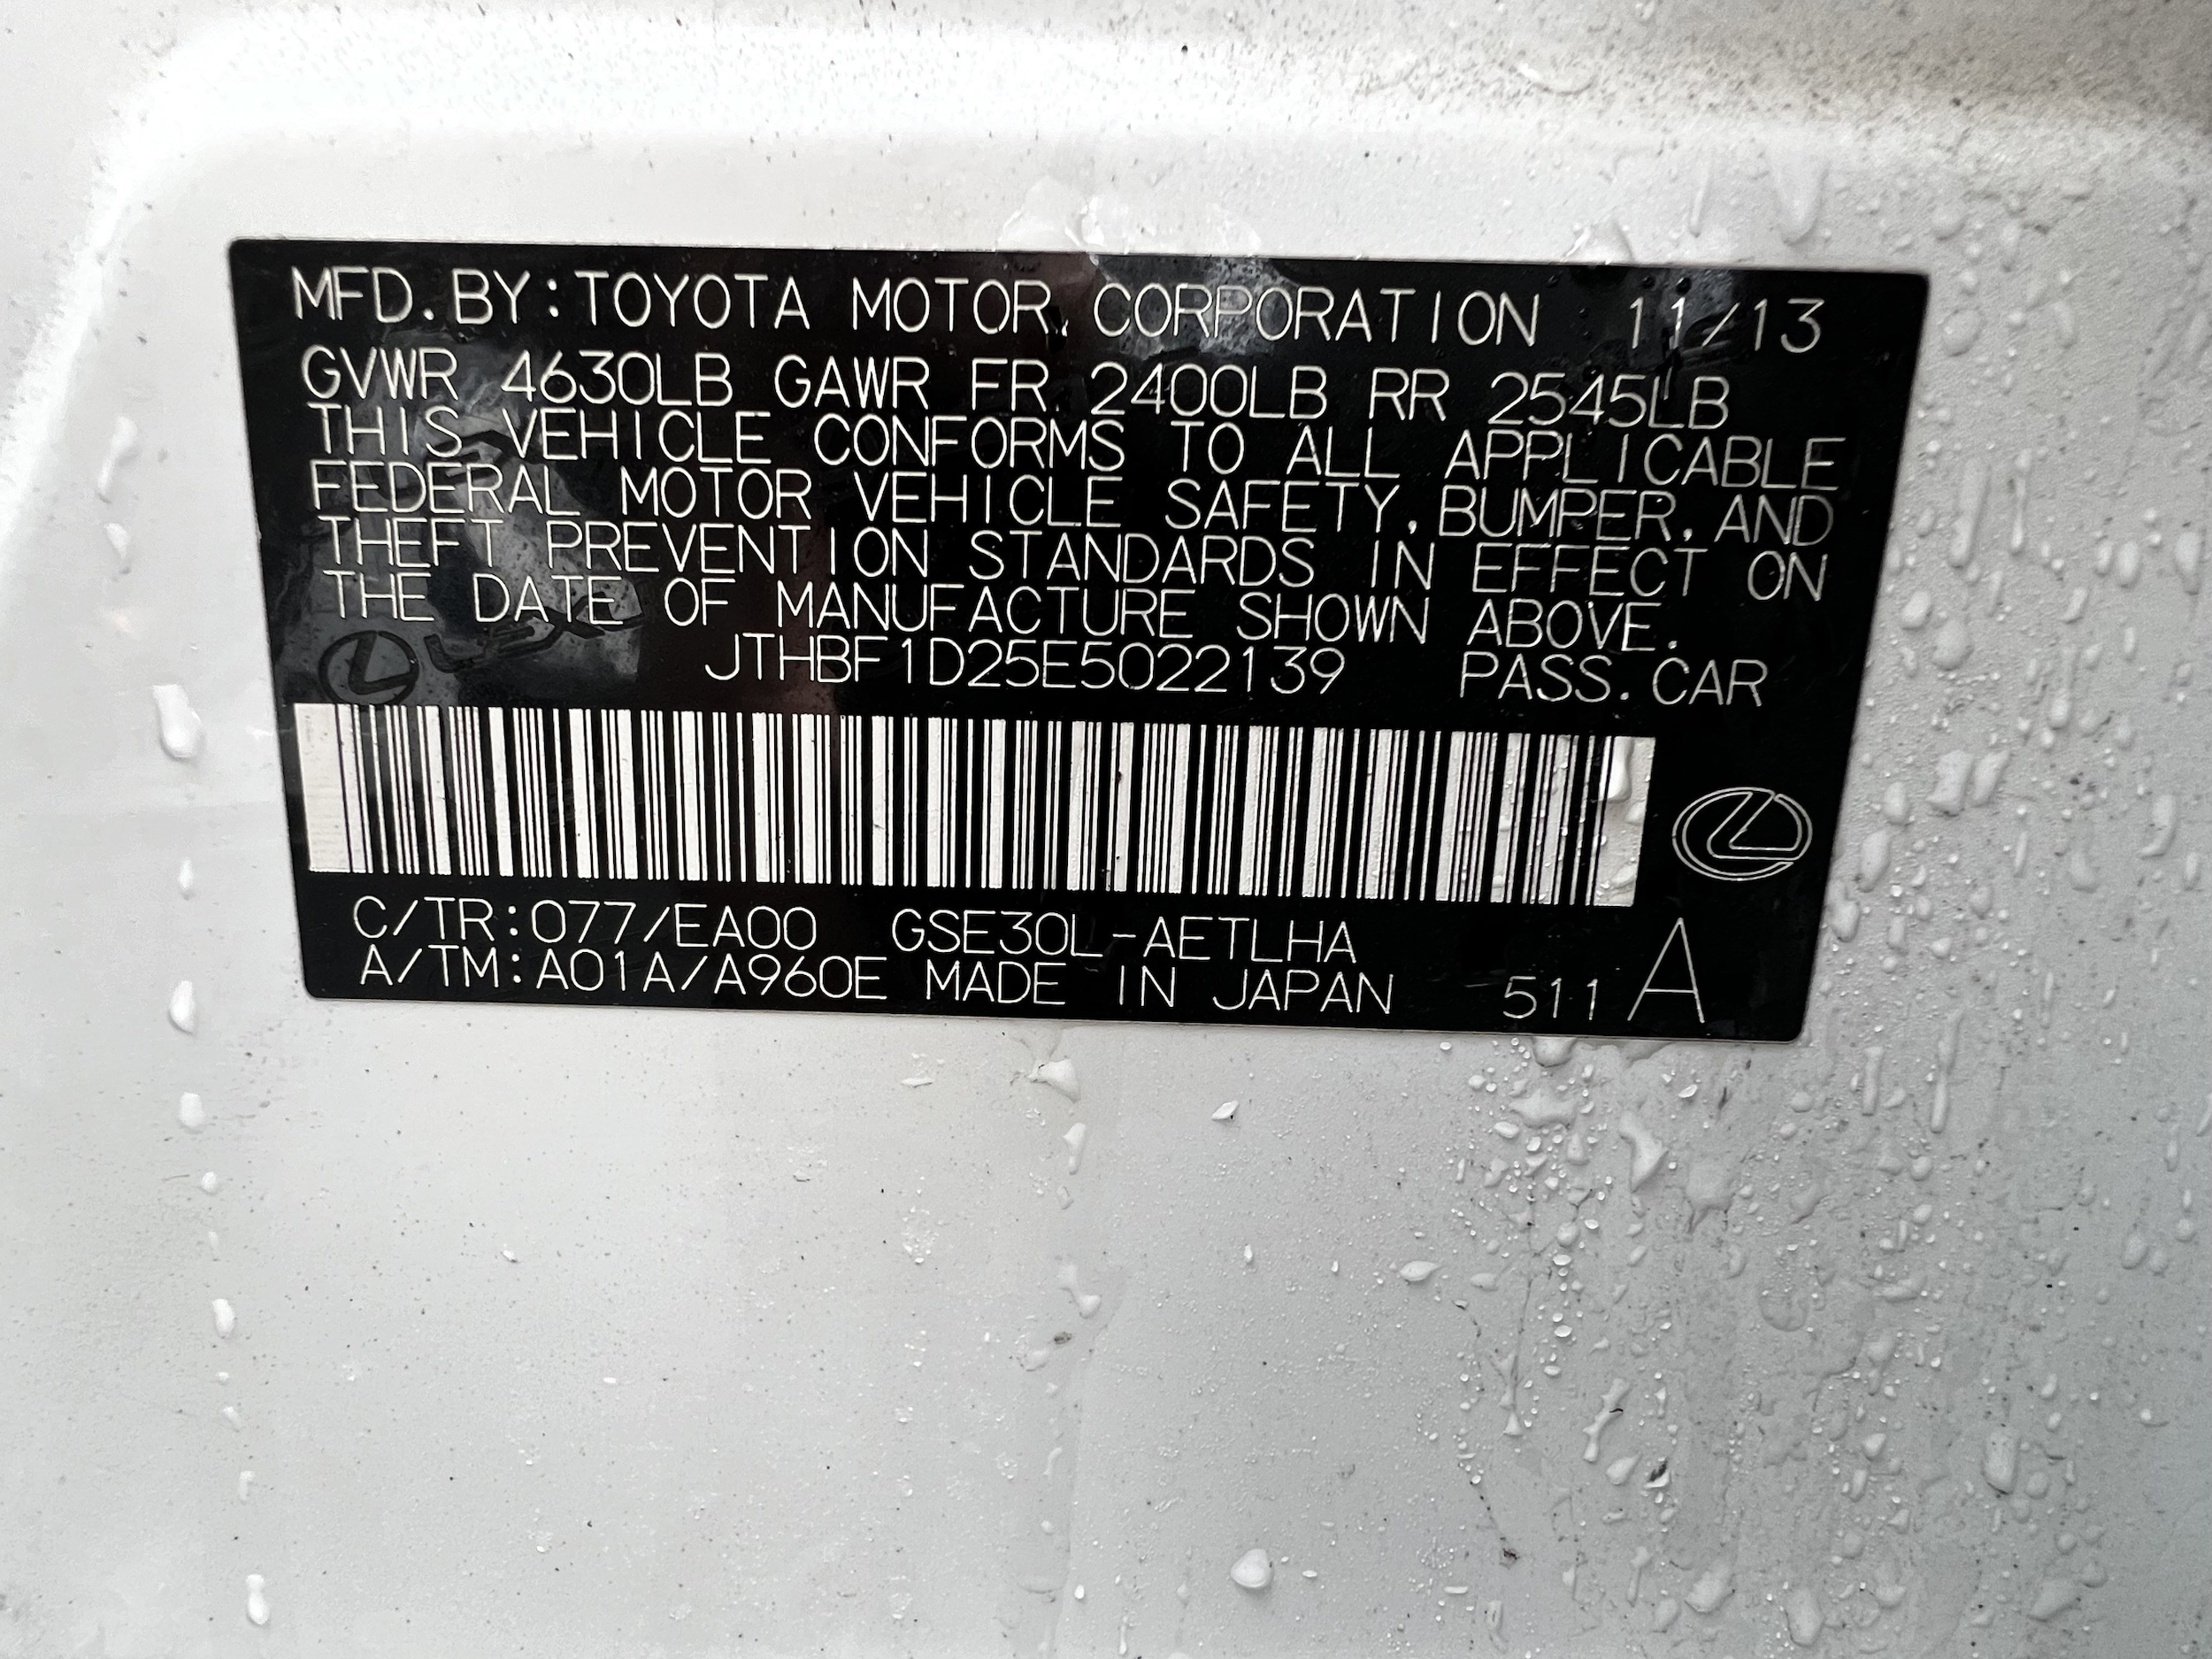 MFD. BY: TOYOTA MOTOR CORPORATION 11/13
GVWR 4630LB GAWR FR 2400LB RR 2545LB
THIS VEHICLE CONFORMS TO ALL APPLICABLE
FEDERAL MOTOR VEHICLE SAFETY, BUMPER, AND
THEFT PREVENTION STANDARDS IN EFFECT ON
THE DATE OF MANUFACTURE SHOWN ABOVE.
JTHBF1D25E5022139 PASS. CAR
C/TR: 077/EA00 GSE30L-AETLHA
A/TM: A01A/A960E MADE IN JAPAN 511 A